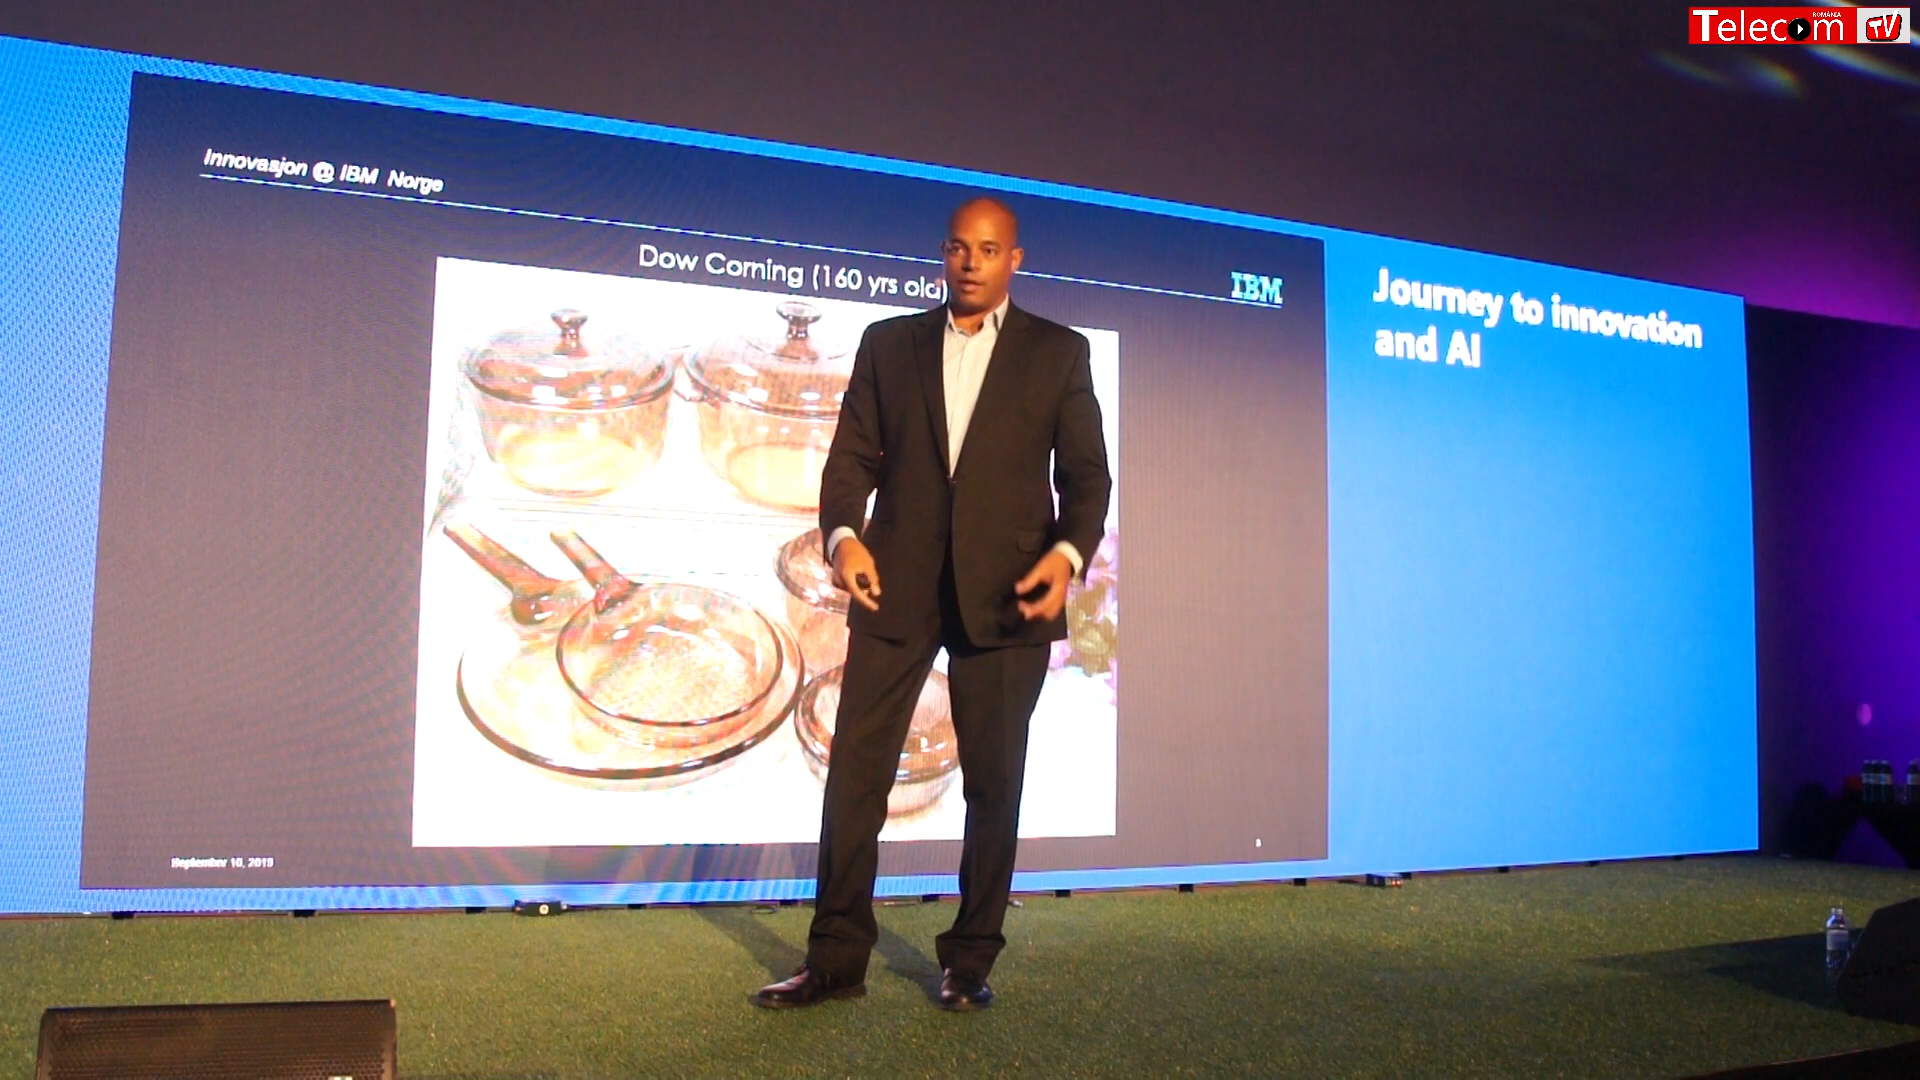 Telecom
ROMÂNIA
TV
Innovasjon @ IBM Norge
Dow Corning (160 yrs old)
IBM
Journey to innovation
and AI
September 10, 2019